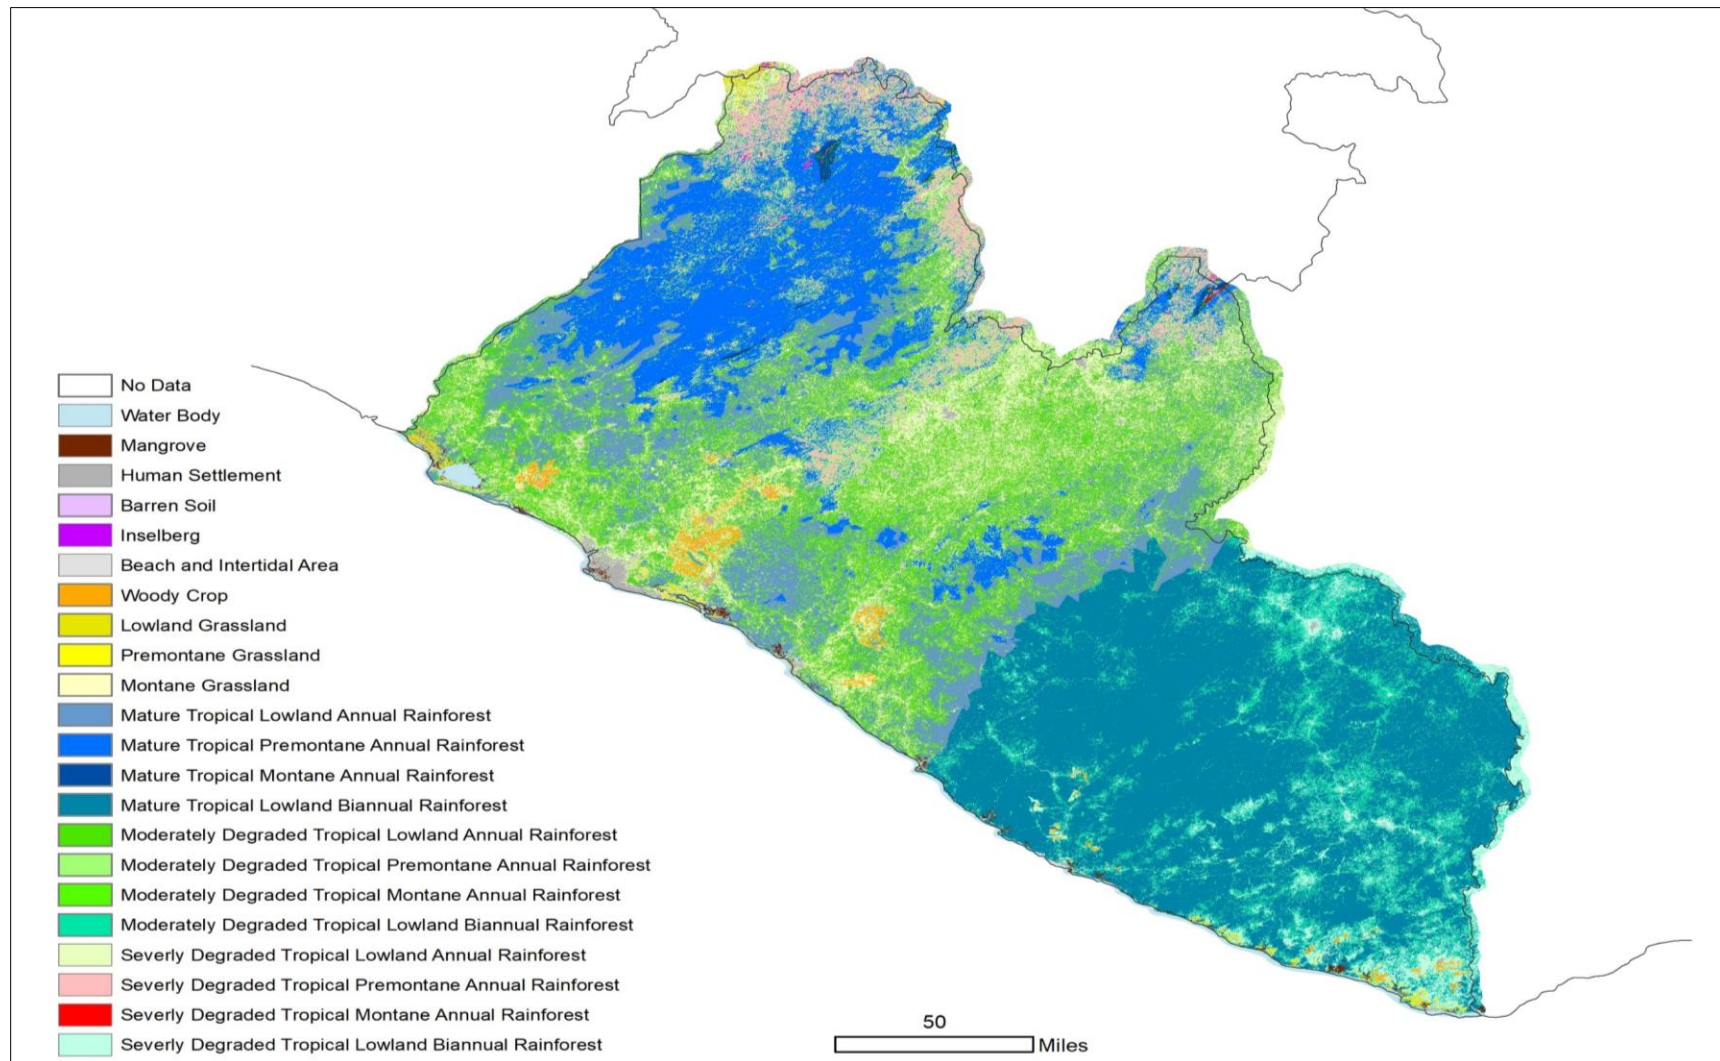 No Data
Water Body
Mangrove
Human Settlement
Barren Soil
Inselberg
Beach and Intertidal Area
Woody Crop
Lowland Grassland
Premontane Grassland
Montane Grassland
Mature Tropical Lowland Annual Rainforest
Mature Tropical Premontane Annual Rainforest
Mature Tropical Montane Annual Rainforest
Mature Tropical Lowland Biannual Rainforest
Moderately Degraded Tropical Lowland Annual Rainforest
Moderately Degraded Tropical Premontane Annual Rainforest
Moderately Degraded Tropical Montane Annual Rainforest
Moderately Degraded Tropical Lowland Biannual Rainforest
Severly Degraded Tropical Lowland Annual Rainforest
Severly Degraded Tropical Premontane Annual Rainforest
Severly Degraded Tropical Montane Annual Rainforest
Severly Degraded Tropical Lowland Biannual Rainforest
50
Miles